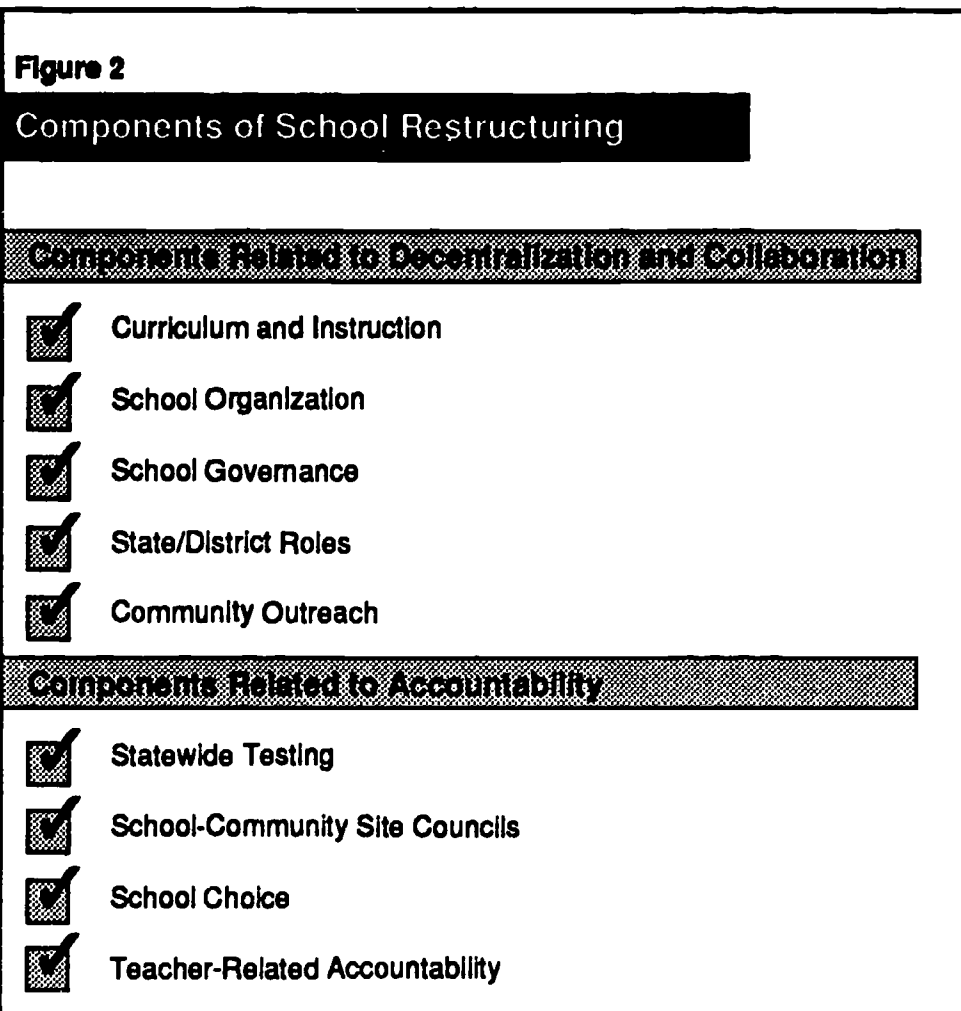 Figure 2
Components of School Restructuring
Components Related to Decentralization and Collaboration
Curriculum and Instruction
School Organization
School Governance
State/District Roles
Community Outreach
Components Related to Accountability
Statewide Testing
School-Community Site Councils
School Choice
Teacher-Related Accountability